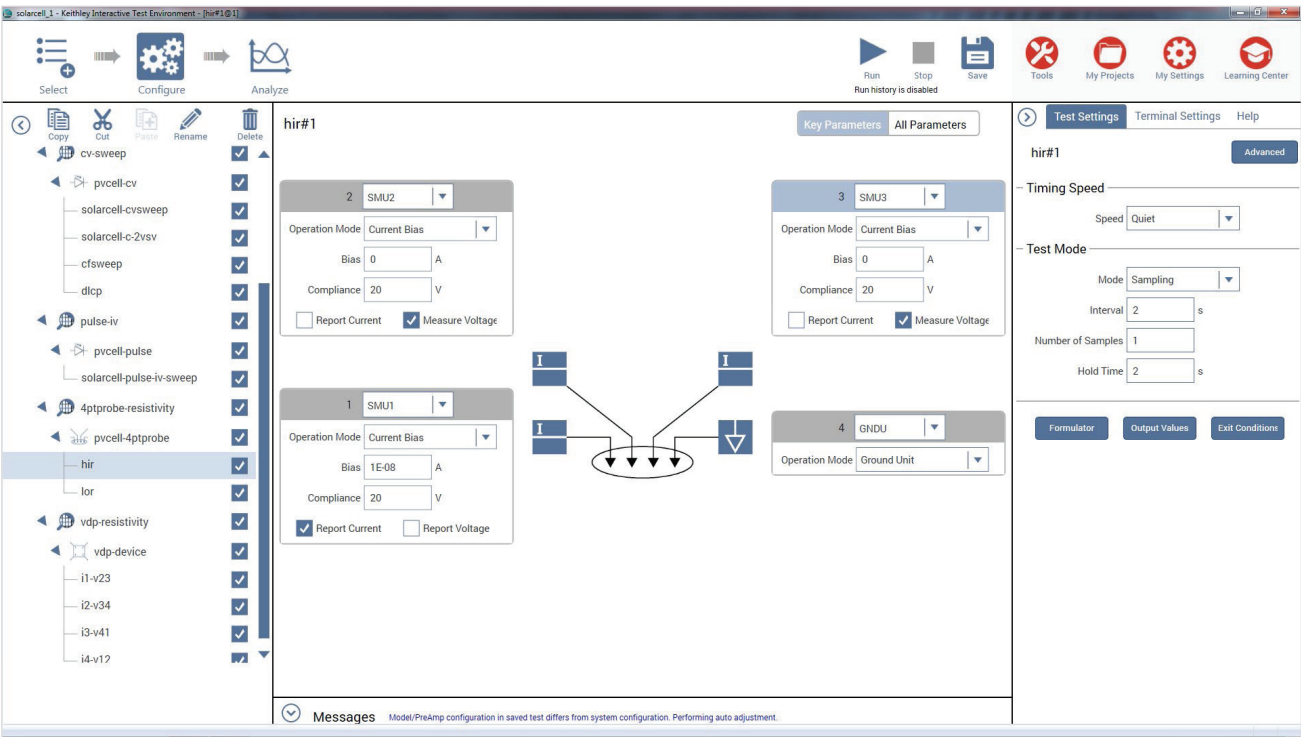 solarcell_1 - Keithley Interactive Test Environment - [hir#1@1]
Select
Configure
Analyze
Run
Stop
Save
Run history is disabled
Tools
My Projects
My Settings
Learning Center
Copy
Cut
Paste
Rename
Delete
cv-sweep
pvcell-cv
solarcell-cvsweep
solarcell-c-2vsv
cfsweep
dlcp
pulse-iv
pvcell-pulse
solarcell-pulse-iv-sweep
4ptprobe-resistivity
pvcell-4ptprobe
hir
lor
vdp-resistivity
vdp-device
i1-v23
i2-v34
i3-v41
i4-v12
hir#1
Key Parameters
All Parameters
2 SMU2
Operation Mode Current Bias
Bias 0 A
Compliance 20 V
Report Current Measure Voltage
3 SMU3
Operation Mode Current Bias
Bias 0 A
Compliance 20 V
Report Current Measure Voltage
I
I
I
1 SMU1
Operation Mode Current Bias
Bias 1E-08 A
Compliance 20 V
Report Current Report Voltage
4 GNDU
Operation Mode Ground Unit
Messages Model/PreAmp configuration in saved test differs from system configuration. Performing auto adjustment.
Test Settings
Terminal Settings
Help
hir#1
Advanced
Timing Speed
Speed Quiet
Test Mode
Mode Sampling
Interval 2 s
Number of Samples 1
Hold Time 2 s
Formulator
Output Values
Exit Conditions